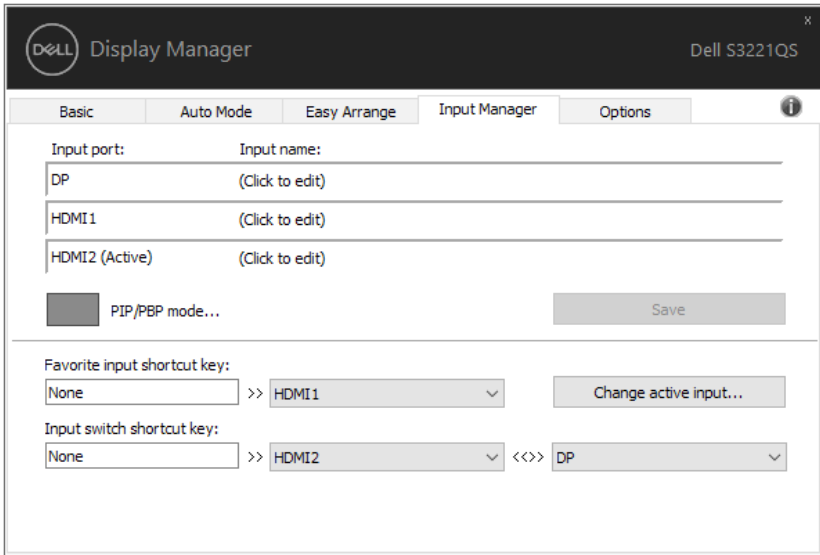 x
DELL Display Manager Dell S3221QS
Basic Auto Mode Easy Arrange Input Manager Options i
Input port: Input name:
DP (Click to edit)
HDMI1 (Click to edit)
HDMI2 (Active) (Click to edit)
PIP/PBP mode... Save
Favorite input shortcut key:
None >> HDMI1 Change active input...
Input switch shortcut key:
None >> HDMI2 <<>> DP